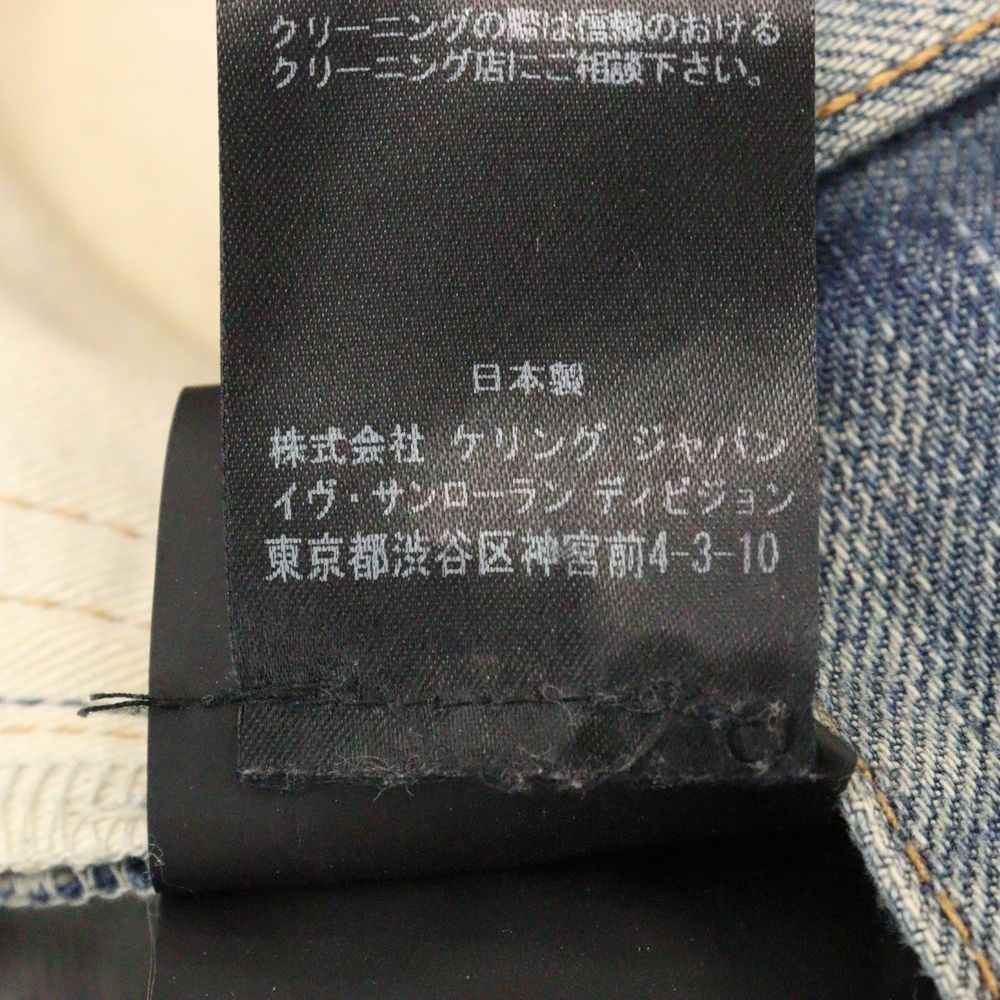 クリーニングの際は信頼のおける
クリーニング店にご相談下さい。
日本製
株式会社 ケリング ジャパン
イヴ・サンローラン ディビジョン
東京都渋谷区神宮前4-3-10